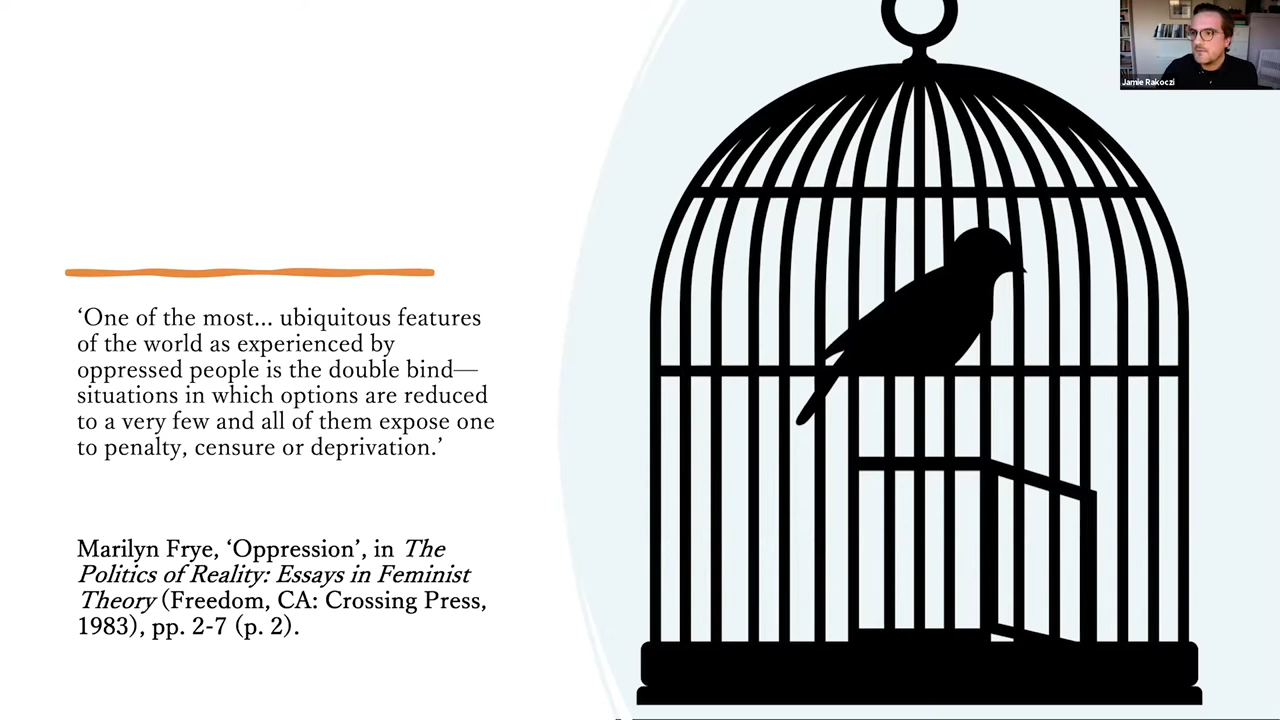 Jamie Rakoczi
‘One of the most... ubiquitous features
of the world as experienced by
oppressed people is the double bind—
situations in which options are reduced
to a very few and all of them expose one
to penalty, censure or deprivation.’
Marilyn Frye, ‘Oppression’, in The
Politics of Reality: Essays in Feminist
Theory (Freedom, CA: Crossing Press,
1983), pp. 2-7 (p. 2).